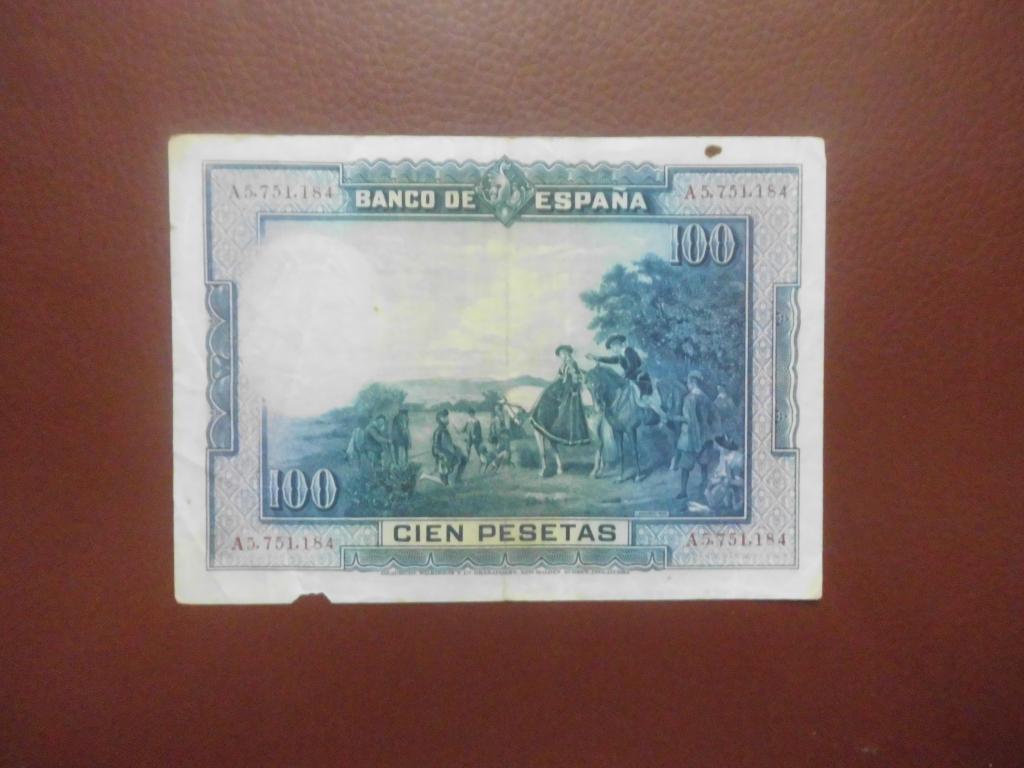 A5,751,184 BANCO DE ESPAÑA A5,751,184
100
100
CIEN PESETAS
A5,751,184 A5,751,184